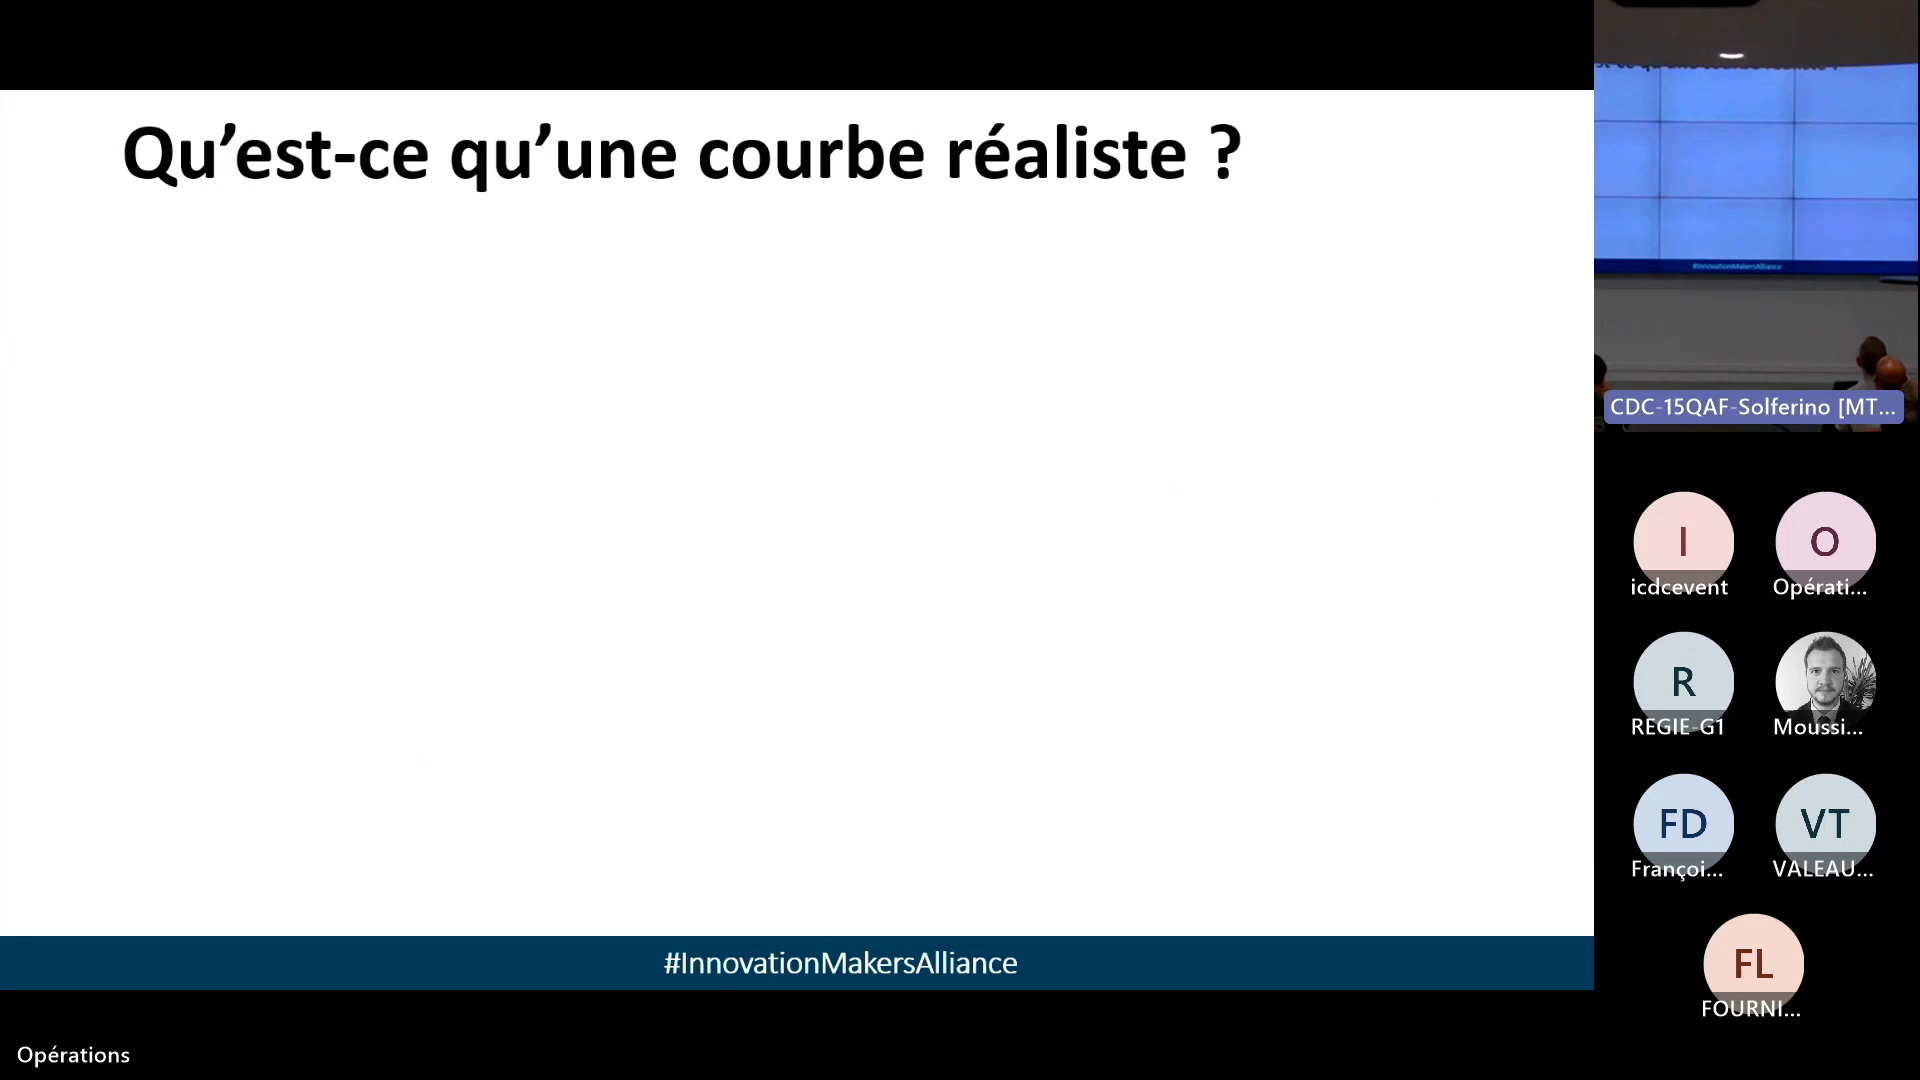 Qu’est-ce qu’une courbe réaliste ?
#InnovationMakersAlliance
CDC-15QAF-Solferino [MT...
I
icdcevent
O
Opérati...
R
REGIE-G1
Moussi...
FD
Françoi...
VT
VALEAU...
FL
FOURNI...
#InnovationMakersAlliance
Opérations